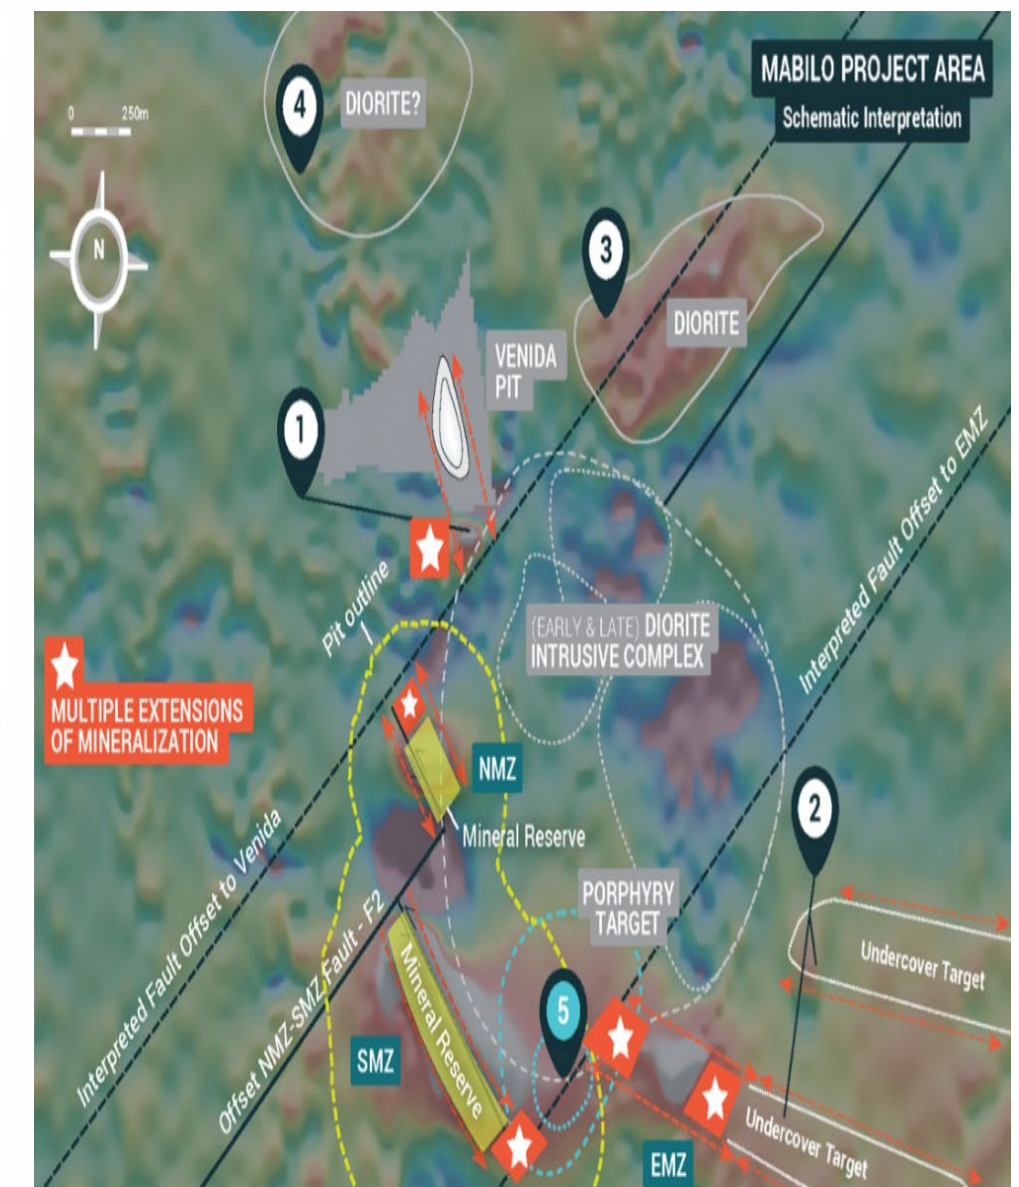 MABILO PROJECT AREA
Schematic Interpretation
0 250m
N
4
DIORITE?
3
DIORITE
VENIDA
PIT
1
Pit outline
Interpreted Fault Offset to EMZ
(EARLY & LATE) DIORITE
INTRUSIVE COMPLEX
MULTIPLE EXTENSIONS
OF MINERALIZATION
NMZ
Mineral Reserve
2
Interpreted Fault Offset to Venida
Offset NMZ-SMZ Fault - F2
PORPHYRY
TARGET
Undercover Target
Mineral Reserve
5
SMZ
Undercover Target
EMZ